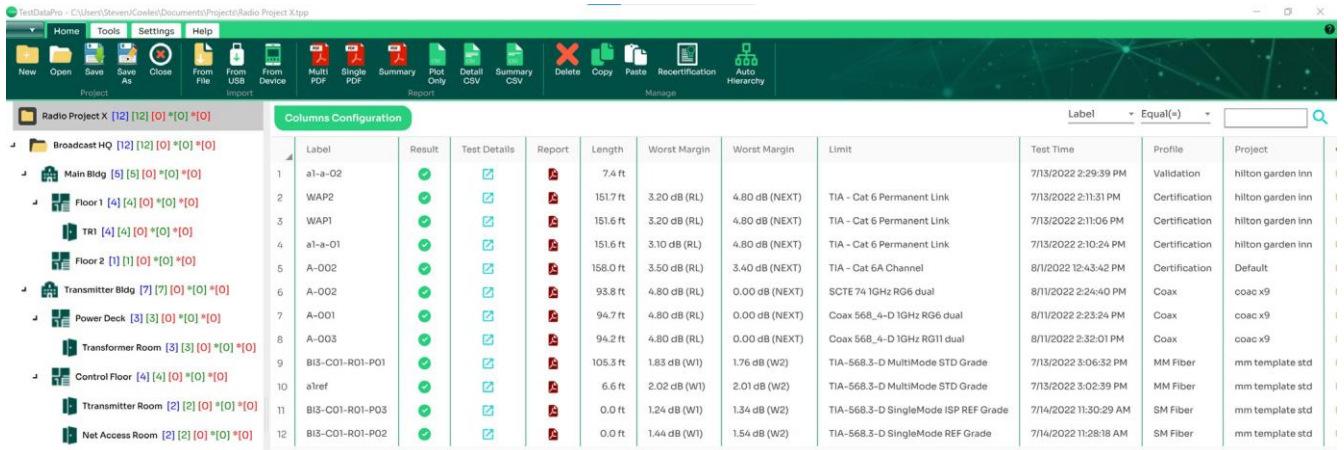 TestDataPro - C:\Users\StevenJCowles\Documents\Projects\Radio Project X.tpp
Home Tools Settings Help
New Open Save Save As Close From File From USB From Device Multi PDF Single PDF Summary Plot Only Detail CSV Summary CSV Delete Copy Paste Recertification Auto Hierarchy
Project Import Report Manage
Radio Project X [12] [12] [0] *[0] *[0]
Broadcast HQ [12] [12] [0] *[0] *[0]
Main Bldg [5] [5] [0] *[0] *[0]
Floor 1 [4] [4] [0] *[0] *[0]
TR1 [4] [4] [0] *[0] *[0]
Floor 2 [1] [1] [0] *[0] *[0]
Transmitter Bldg [7] [7] [0] *[0] *[0]
Power Deck [3] [3] [0] *[0] *[0]
Transformer Room [3] [3] [0] *[0] *[0]
Control Floor [4] [4] [0] *[0] *[0]
Ttransmitter Room [2] [2] [0] *[0] *[0]
Net Access Room [2] [2] [0] *[0] *[0]
Columns Configuration Label Equal(=)
Label Result Test Details Report Length Worst Margin Worst Margin Limit Test Time Profile Project
1 a1-a-02 7.4 ft 7/13/2022 2:29:39 PM Validation hilton garden inn
2 WAP2 151.7 ft 3.20 dB (RL) 4.80 dB (NEXT) TIA - Cat 6 Permanent Link 7/13/2022 2:11:31 PM Certification hilton garden inn
3 WAP1 151.6 ft 3.20 dB (RL) 4.80 dB (NEXT) TIA - Cat 6 Permanent Link 7/13/2022 2:11:06 PM Certification hilton garden inn
4 a1-a-01 151.6 ft 3.10 dB (RL) 4.80 dB (NEXT) TIA - Cat 6 Permanent Link 7/13/2022 2:10:24 PM Certification hilton garden inn
5 A-002 158.0 ft 3.50 dB (RL) 3.40 dB (NEXT) TIA - Cat 6A Channel 8/1/2022 12:43:42 PM Certification Default
6 A-002 93.8 ft 4.80 dB (RL) 0.00 dB (NEXT) SCTE 74 1GHz RG6 dual 8/11/2022 2:24:40 PM Coax coac x9
7 A-001 94.7 ft 4.80 dB (RL) 0.00 dB (NEXT) Coax 568_4-D 1GHz RG6 dual 8/11/2022 2:23:24 PM Coax coac x9
8 A-003 94.2 ft 4.80 dB (RL) 0.00 dB (NEXT) Coax 568_4-D 1GHz RG11 dual 8/11/2022 2:32:01 PM Coax coac x9
9 BI3-C01-R01-P01 105.3 ft 1.83 dB (W1) 1.76 dB (W2) TIA-568.3-D MultiMode STD Grade 7/13/2022 3:06:32 PM MM Fiber mm template std
10 a1ref 6.6 ft 2.02 dB (W1) 2.01 dB (W2) TIA-568.3-D MultiMode STD Grade 7/13/2022 3:02:39 PM MM Fiber mm template std
11 BI3-C01-R01-P03 0.0 ft 1.24 dB (W1) 1.34 dB (W2) TIA-568.3-D SingleMode ISP REF Grade 7/14/2022 11:30:29 AM SM Fiber mm template std
12 BI3-C01-R01-P02 0.0 ft 1.44 dB (W1) 1.54 dB (W2) TIA-568.3-D SingleMode REF Grade 7/14/2022 11:28:18 AM SM Fiber mm template std